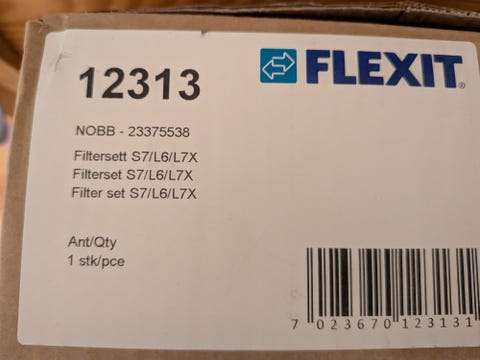 12313
FLEXIT®
NOBB - 23375538
Filtersett S7/L6/L7X
Filterset S7/L6/L7X
Filter set S7/L6/L7X
Ant/Qty
1 stk/pce
7 023670 123131